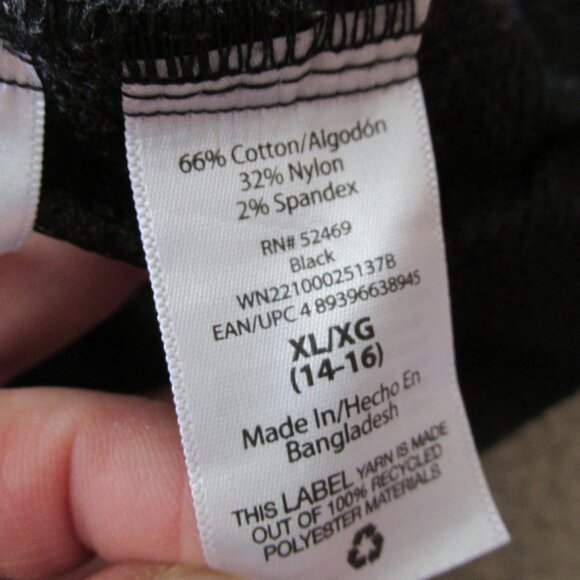 66% Cotton/Algodón
32% Nylon
2% Spandex
RN# 52469
Black
WN22100025137B
EAN/UPC 4 89396638945
XL/XG
(14-16)
Made In/Hecho En
Bangladesh
THIS LABEL YARN IS MADE
OUT OF 100% RECYCLED
POLYESTER MATERIALS